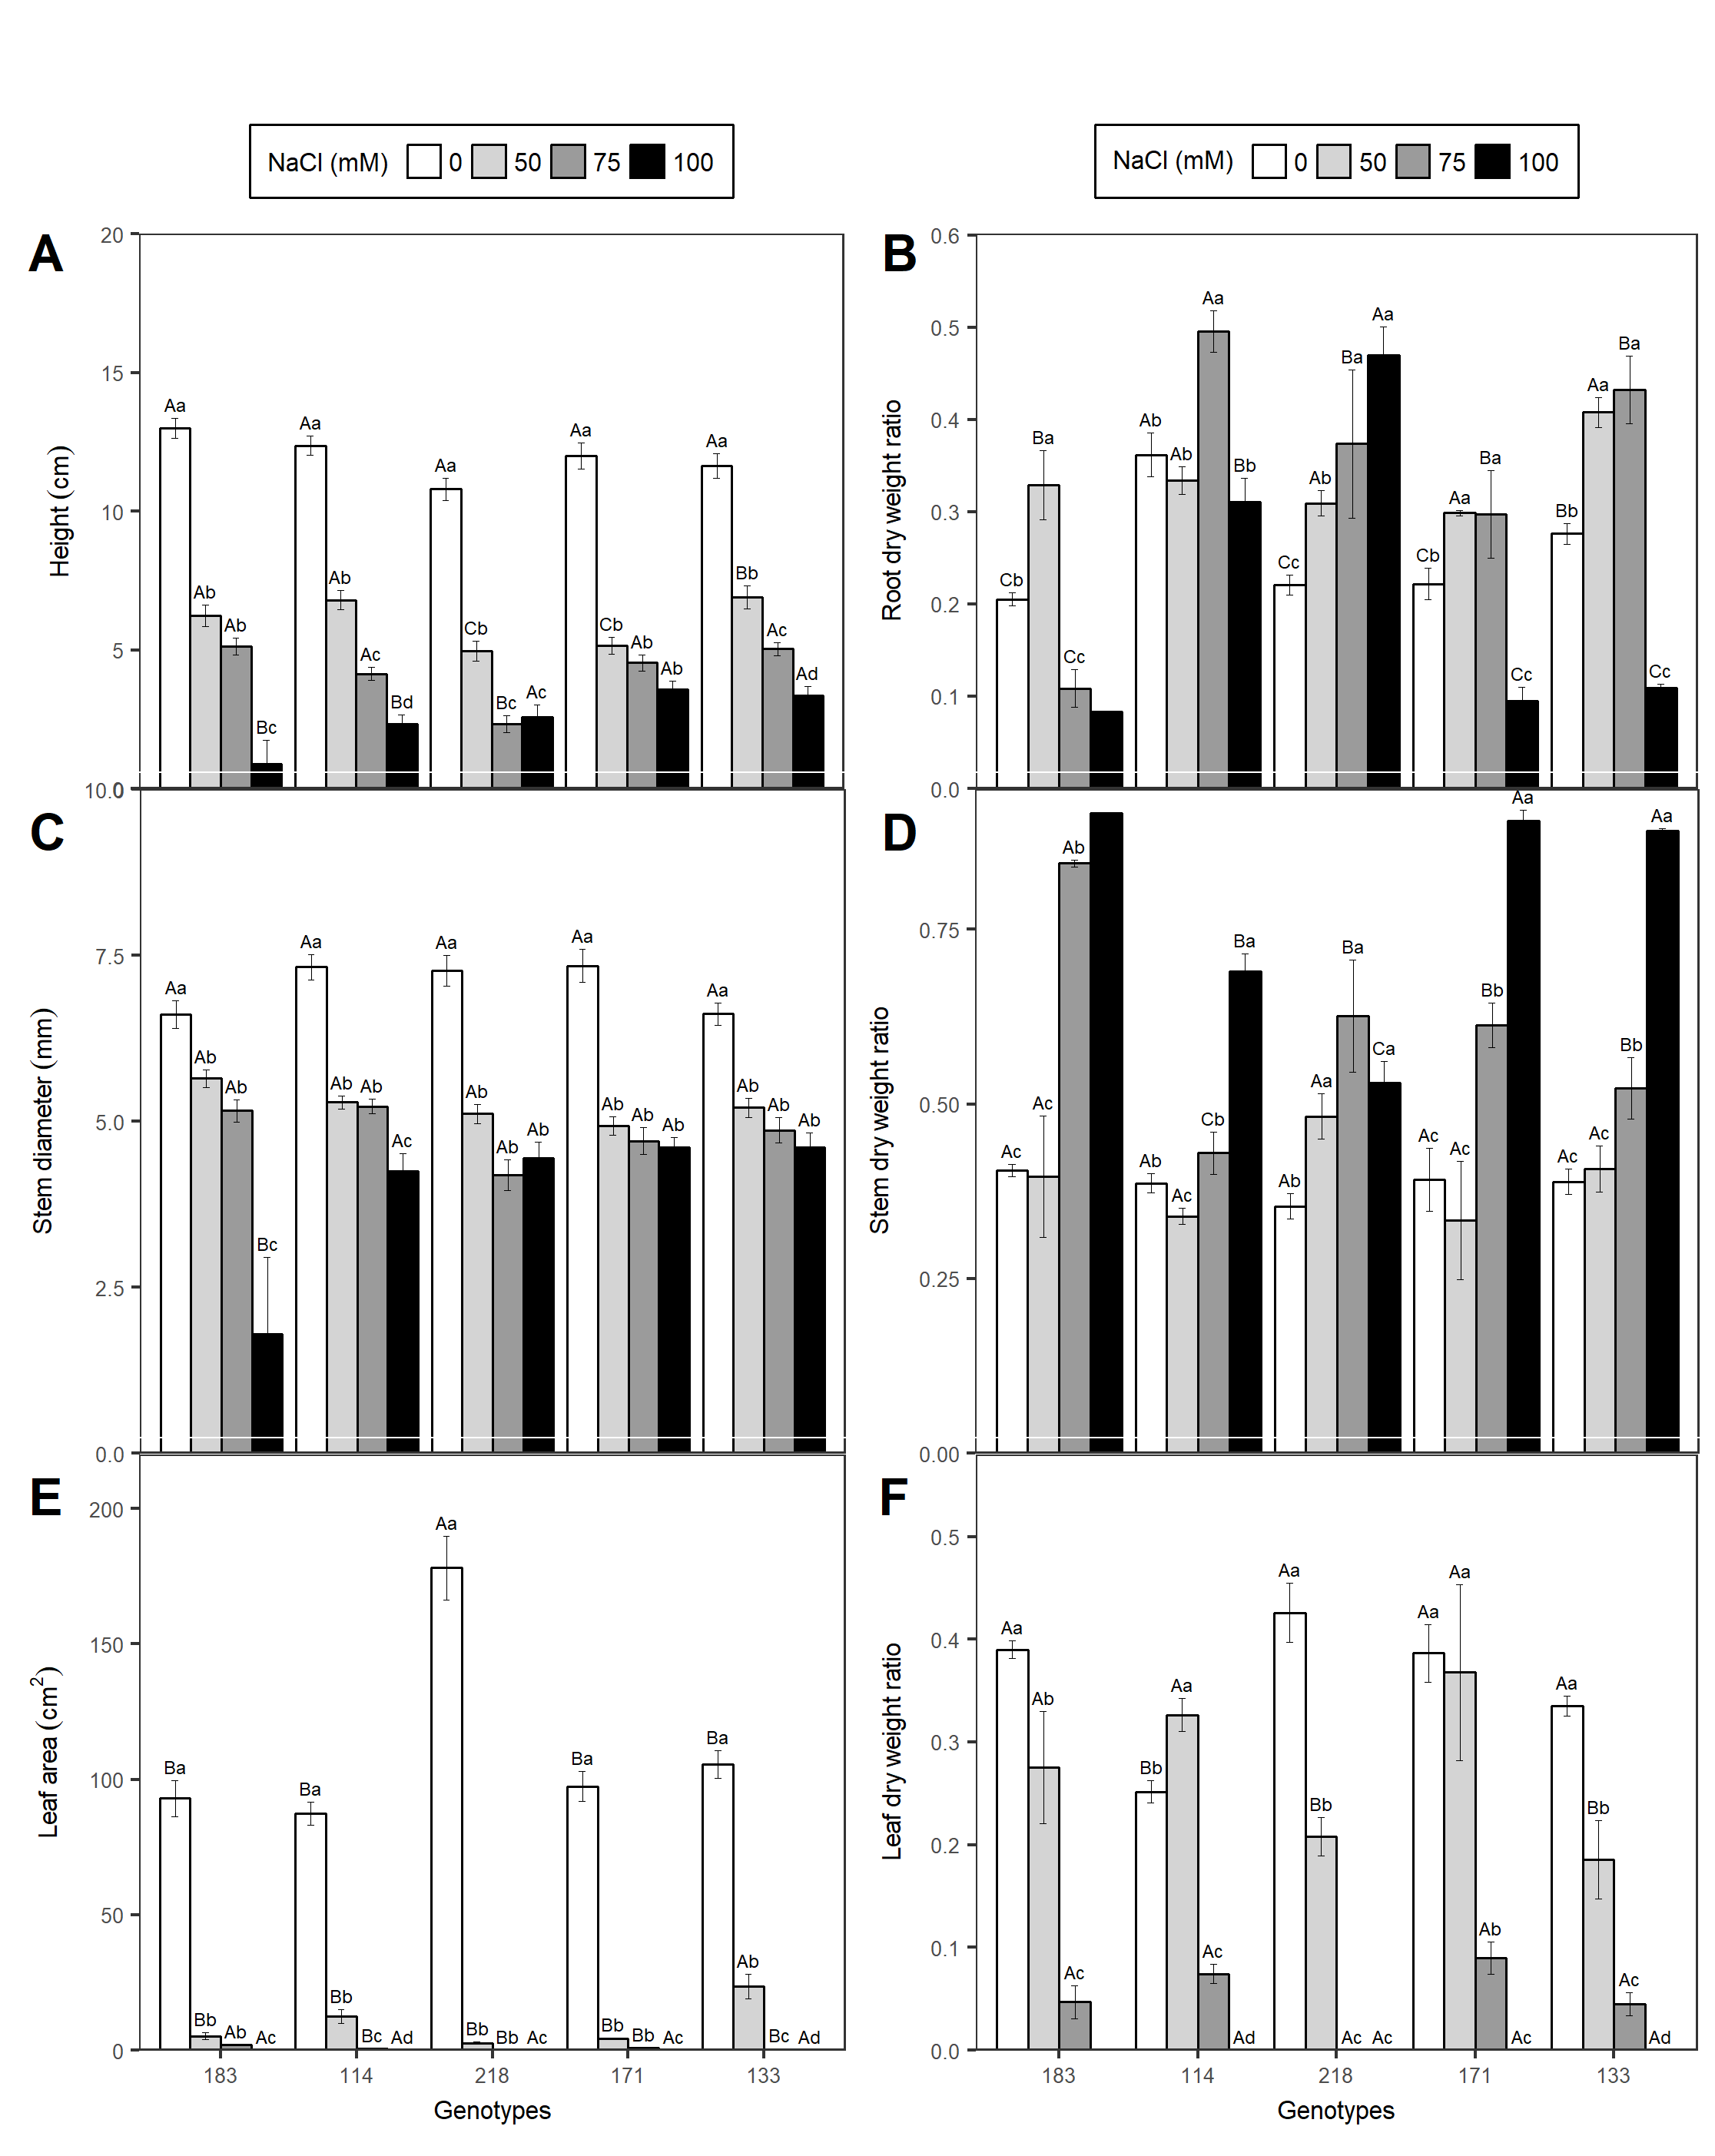 NaCl (mM) 0 50 75 100
NaCl (mM) 0 50 75 100
A
20
15
10
5
0
Height (cm)
Aa Ab Ab Bc
Aa Ab Ac Bd
Aa Cb Bc Ac
Aa Cb Ab Ab
Aa Bb Ac Ad
B
0.6
0.5
0.4
0.3
0.2
0.1
0.0
Root dry weight ratio
Cb Ba Cc
Ab Ab Aa Bb
Cc Ab Ba Aa
Cb Aa Ba Cc
Bb Aa Ba Cc
C
10.0
7.5
5.0
2.5
0.0
Stem diameter (mm)
Aa Ab Ab Bc
Aa Ab Ab Ac
Aa Ab Ab Ab
Aa Ab Ab Ab
Aa Ab Ab Ab
D
0.75
0.50
0.25
0.00
Stem dry weight ratio
Ac Ac Ab
Ab Ac Cb Ba
Ab Aa Ba Ca
Ac Ac Bb Aa
Ac Ac Bb Aa
E
200
150
100
50
0
Leaf area (cm²)
Ba Bb Ab Ac
Ba Bb Bc Ad
Aa Bb Bb Ac
Ba Bb Bb Ac
Ba Ab Bc Ad
183 114 218 171 133
Genotypes
F
0.5
0.4
0.3
0.2
0.1
0.0
Leaf dry weight ratio
Aa Ab Ac
Bb Aa Ac Ad
Aa Bb Ac Ac
Aa Aa Ab Ac
Aa Bb Ac Ad
183 114 218 171 133
Genotypes